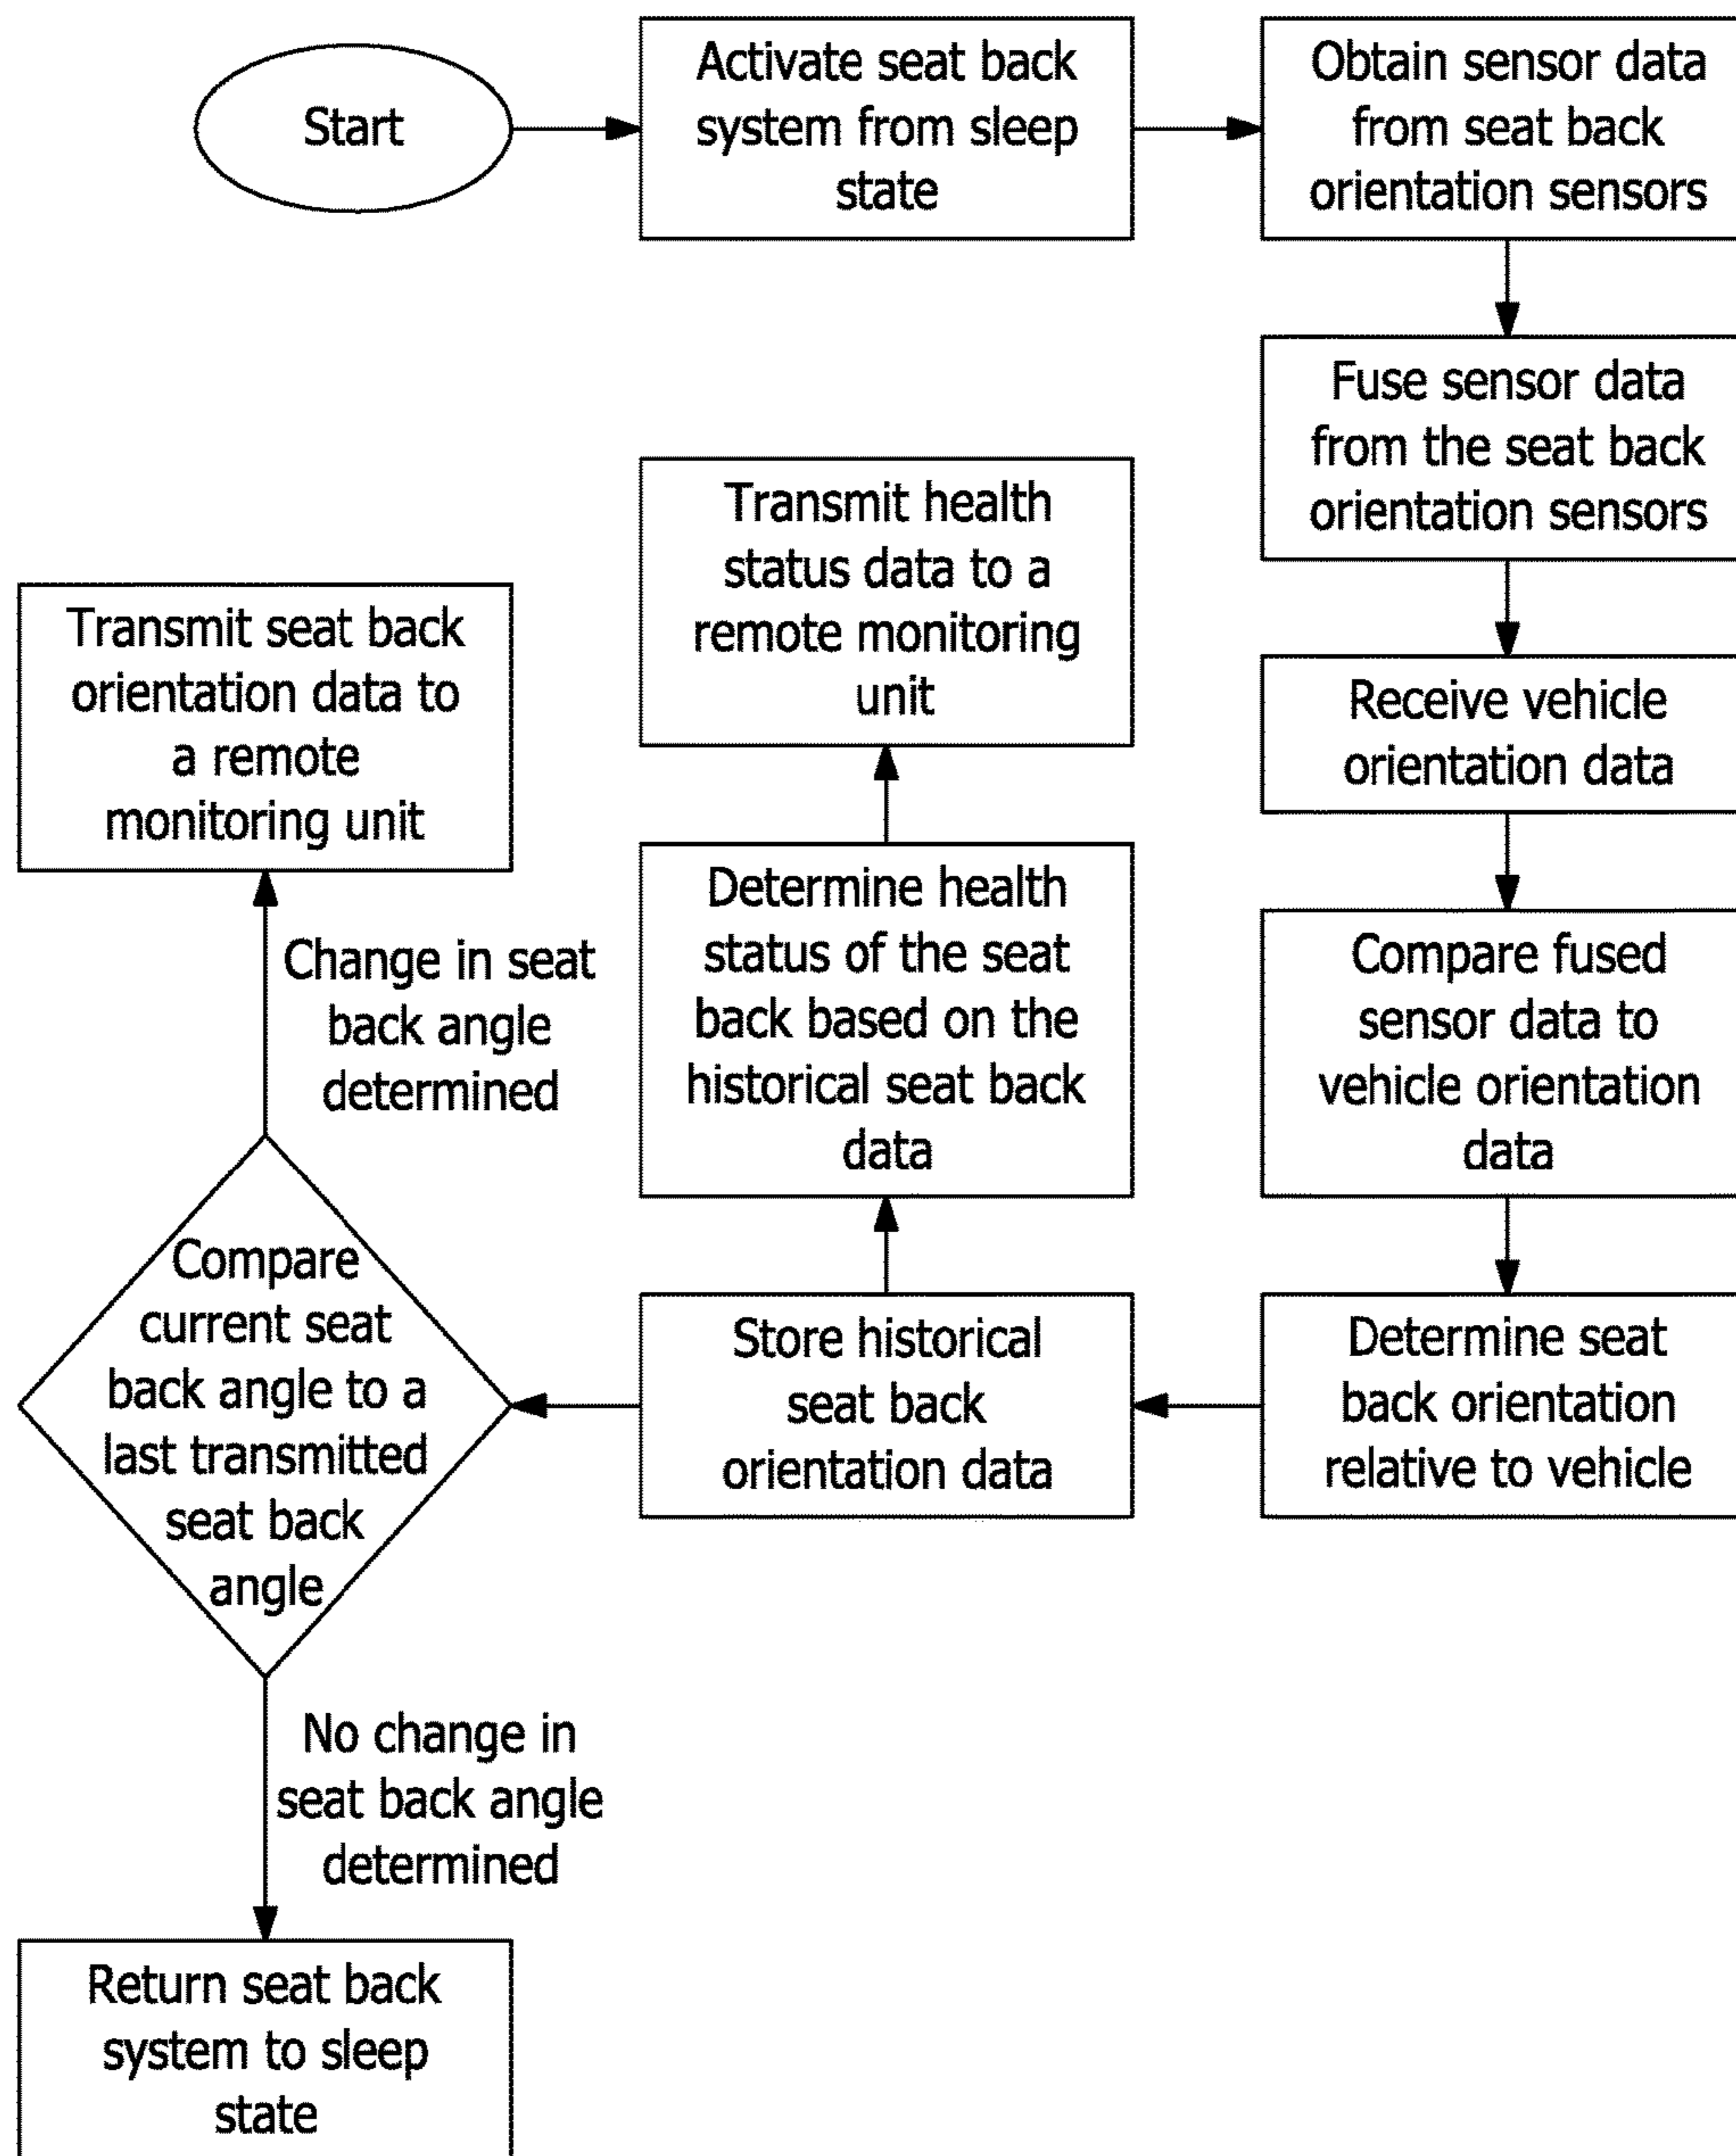 Start
Activate seat back
system from sleep
state
Obtain sensor data
from seat back
orientation sensors
Fuse sensor data
from the seat back
orientation sensors
Receive vehicle
orientation data
Compare fused
sensor data to
vehicle orientation
data
Determine seat
back orientation
relative to vehicle
Store historical
seat back
orientation data
Determine health
status of the seat
back based on the
historical seat back
data
Transmit health
status data to a
remote monitoring
unit
Compare
current seat
back angle to a
last transmitted
seat back
angle
Change in seat
back angle
determined
Transmit seat back
orientation data to
a remote
monitoring unit
No change in
seat back angle
determined
Return seat back
system to sleep
state